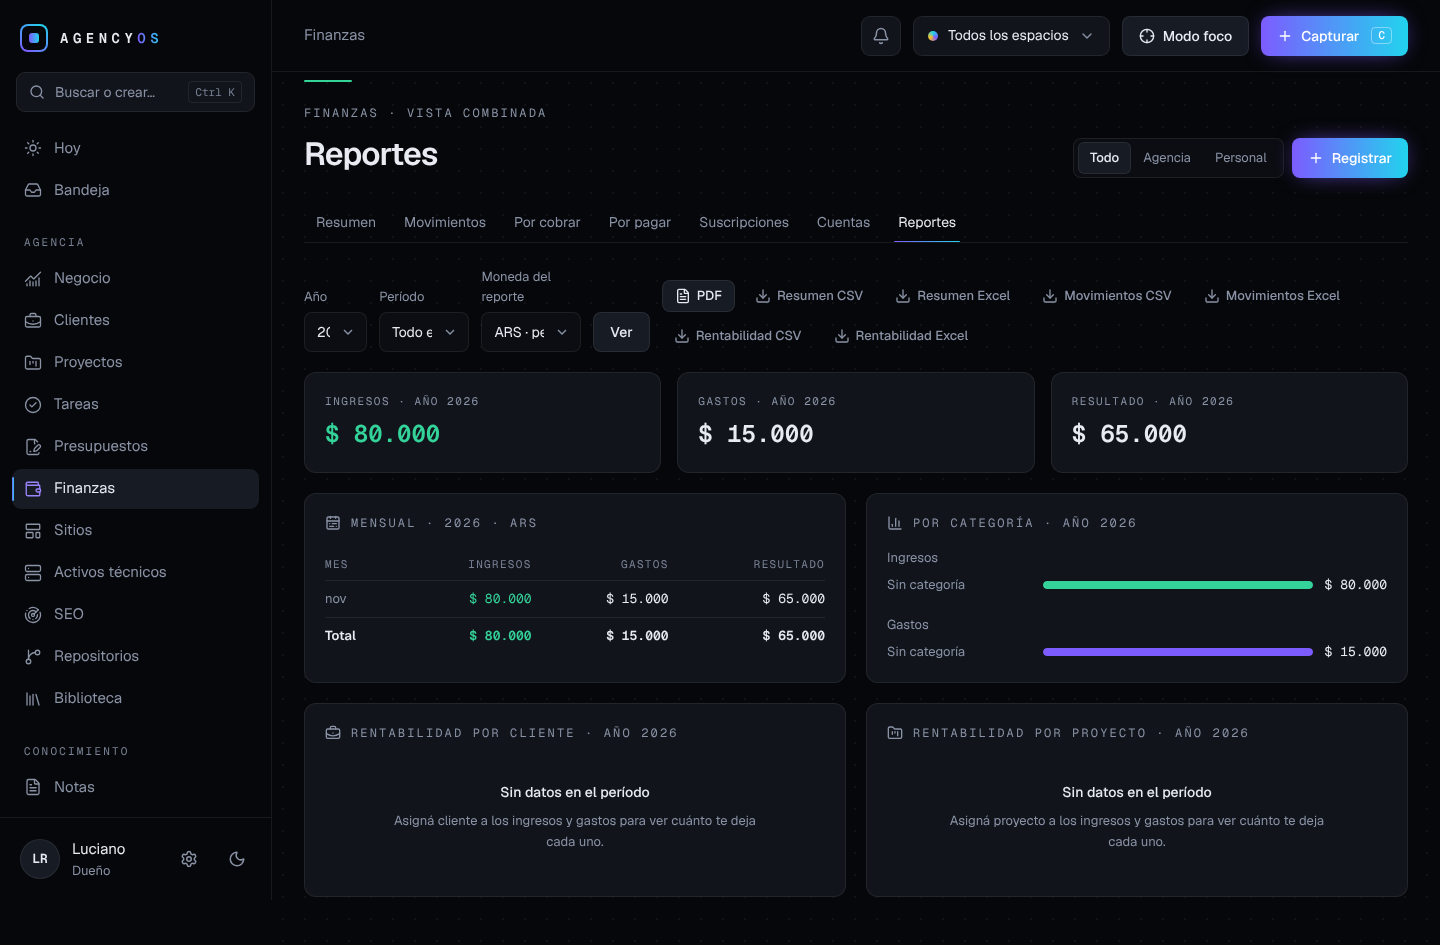 AGENCYOS
Buscar o crear... Ctrl K
Hoy
Bandeja
AGENCIA
Negocio
Clientes
Proyectos
Tareas
Presupuestos
Finanzas
Sitios
Activos técnicos
SEO
Repositorios
Biblioteca
CONOCIMIENTO
Notas
LR Luciano
Dueño
Finanzas
Todos los espacios
Modo foco
+ Capturar C
FINANZAS · VISTA COMBINADA
Reportes
Todo Agencia Personal
+ Registrar
Resumen Movimientos Por cobrar Por pagar Suscripciones Cuentas Reportes
Año
Período
Moneda del
reporte
Todo e
ARS · pe
Ver
PDF Resumen CSV Resumen Excel Movimientos CSV Movimientos Excel
Rentabilidad CSV Rentabilidad Excel
INGRESOS · AÑO 2026
$ 80.000
GASTOS · AÑO 2026
$ 15.000
RESULTADO · AÑO 2026
$ 65.000
MENSUAL · 2026 · ARS
MES INGRESOS GASTOS RESULTADO
nov $ 80.000 $ 15.000 $ 65.000
Total $ 80.000 $ 15.000 $ 65.000
POR CATEGORÍA · AÑO 2026
Ingresos
Sin categoría $ 80.000
Gastos
Sin categoría $ 15.000
RENTABILIDAD POR CLIENTE · AÑO 2026
Sin datos en el período
Asigná cliente a los ingresos y gastos para ver cuánto te deja
cada uno.
RENTABILIDAD POR PROYECTO · AÑO 2026
Sin datos en el período
Asigná proyecto a los ingresos y gastos para ver cuánto te deja
cada uno.